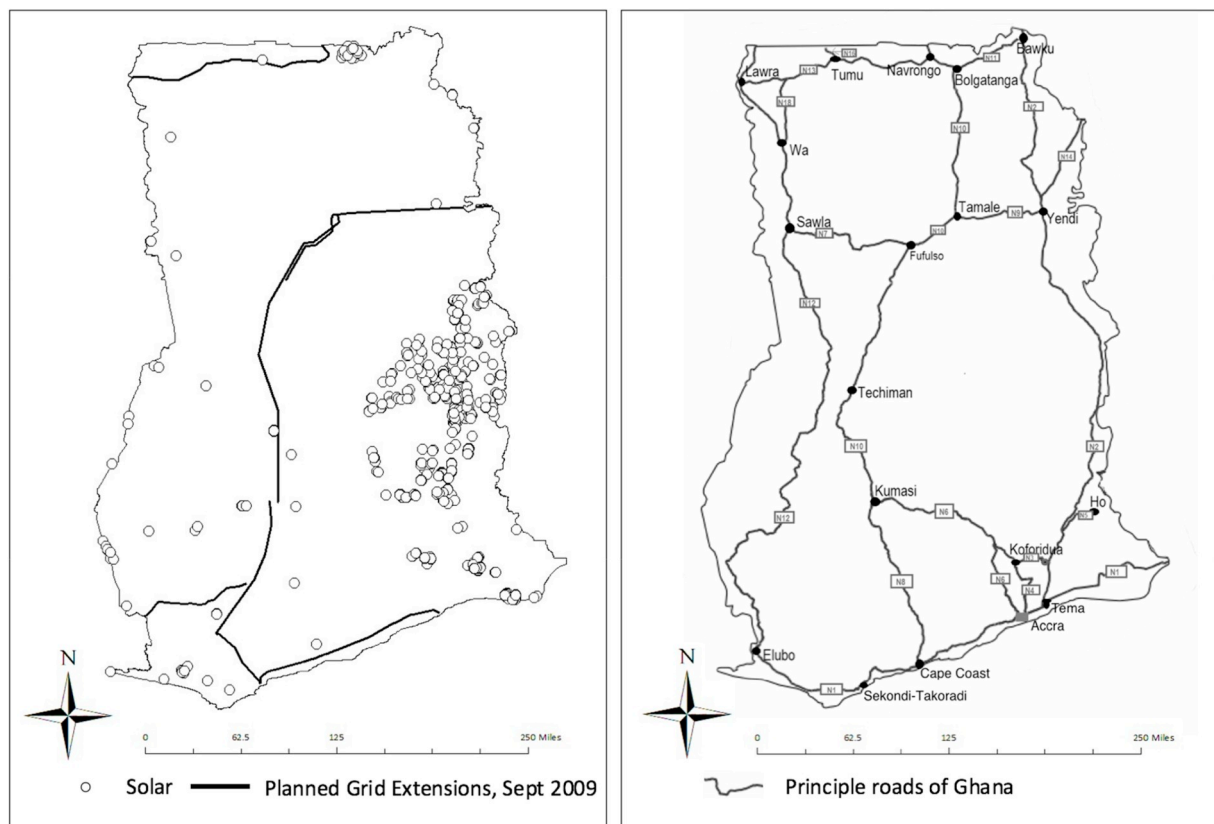 N
0 62.5 125 250 Miles
Solar Planned Grid Extensions, Sept 2009
Bawku
N11
Navrongo
Bolgatanga
Tumu
N13
Lawra
N18
N2
N10
Wa
N14
Tamale
N9
Yendi
Sawla
N7
N10
Fufulso
N12
Techiman
N10
N2
Kumasi
N6
Ho
N5
N12
Koforidua
N8
N6
N4
N1
Tema
Accra
Elubo
Cape Coast
N1
Sekondi-Takoradi
N
0 62.5 125 250 Miles
Principle roads of Ghana